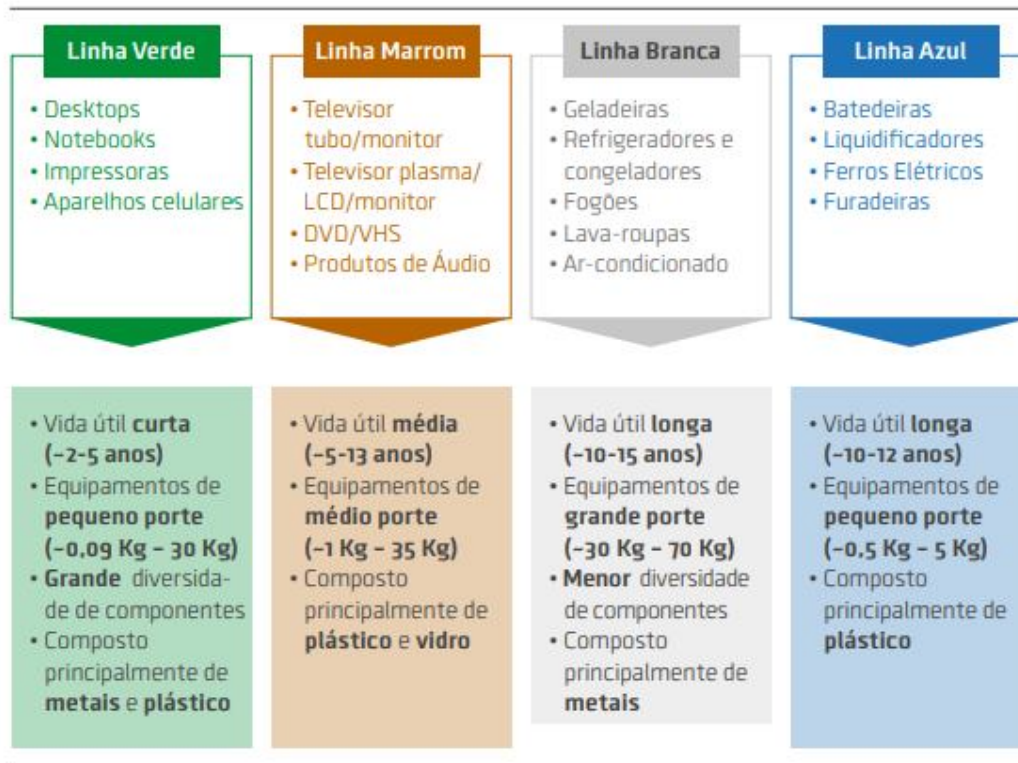 Linha Verde
• Desktops
• Notebooks
• Impressoras
• Aparelhos celulares
Linha Marrom
• Televisor
tubo/monitor
• Televisor plasma/
LCD/monitor
• DVD/VHS
• Produtos de Áudio
Linha Branca
• Geladeiras
• Refrigeradores e
congeladores
• Fogões
• Lava-roupas
• Ar-condicionado
Linha Azul
• Batedeiras
• Liquidificadores
• Ferros Elétricos
• Furadeiras
• Vida útil curta
(~2-5 anos)
• Equipamentos de
pequeno porte
(~0,09 Kg – 30 Kg)
• Grande diversida-
de de componentes
• Composto
principalmente de
metais e plástico
• Vida útil média
(~5-13 anos)
• Equipamentos de
médio porte
(~1 Kg – 35 Kg)
• Composto
principalmente de
plástico e vidro
• Vida útil longa
(~10-15 anos)
• Equipamentos de
grande porte
(~30 Kg – 70 Kg)
• Menor diversidade
de componentes
• Composto
principalmente de
metais
• Vida útil longa
(~10-12 anos)
• Equipamentos de
pequeno porte
(~0,5 Kg – 5 Kg)
• Composto
principalmente de
plástico